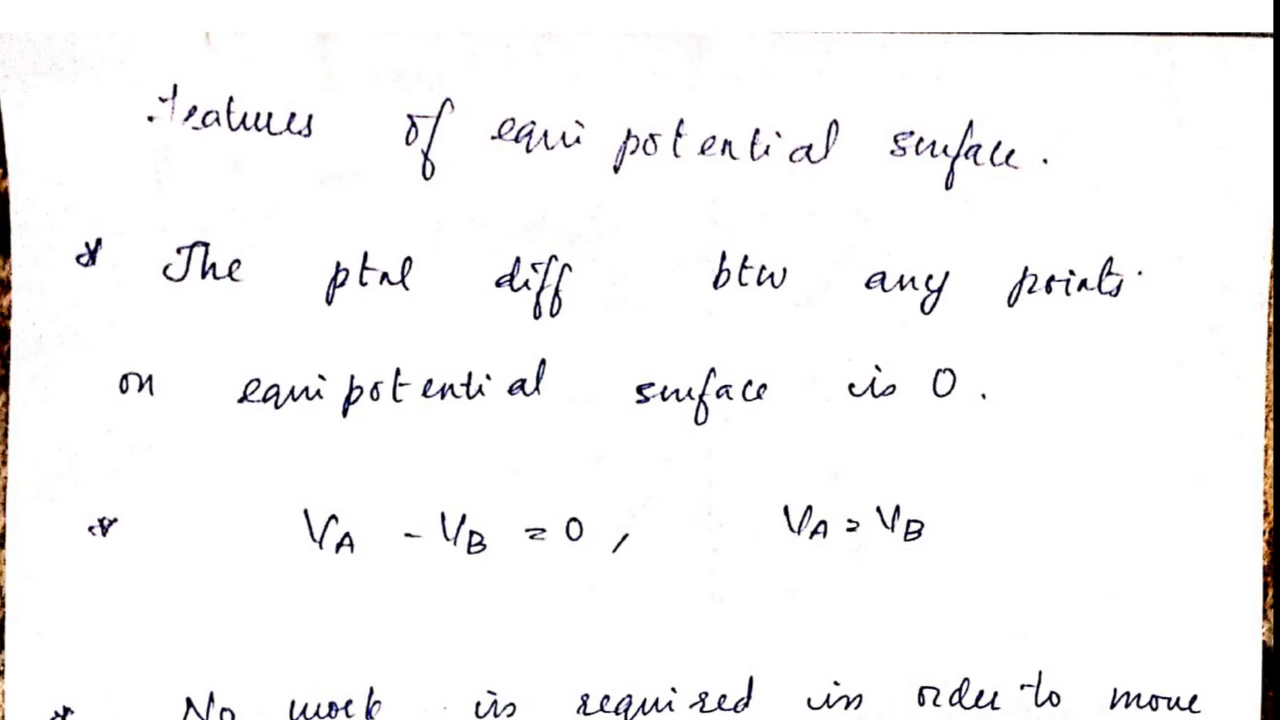 Features of equi potential surface.
* The ptnl diff btw any points
on equipotential surface is 0.
* VA - VB = 0, VA = VB
* No work is required in order to move